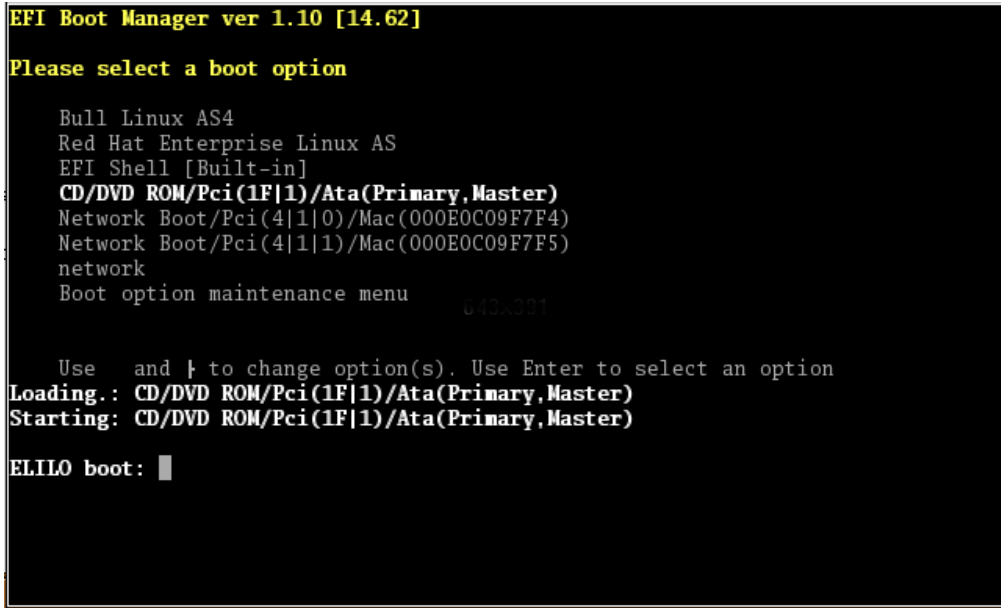 EFI Boot Manager ver 1.10 [14.62]
Please select a boot option
Bull Linux AS4
Red Hat Enterprise Linux AS
EFI Shell [Built-in]
CD/DVD ROM/Pci(1F|1)/Ata(Primary,Master)
Network Boot/Pci(4|1|0)/Mac(000E0C09F7F4)
Network Boot/Pci(4|1|1)/Mac(000E0C09F7F5)
network
Boot option maintenance menu
643x391
Use and to change option(s). Use Enter to select an option
Loading.: CD/DVD ROM/Pci(1F|1)/Ata(Primary,Master)
Starting: CD/DVD ROM/Pci(1F|1)/Ata(Primary,Master)
ELILO boot: